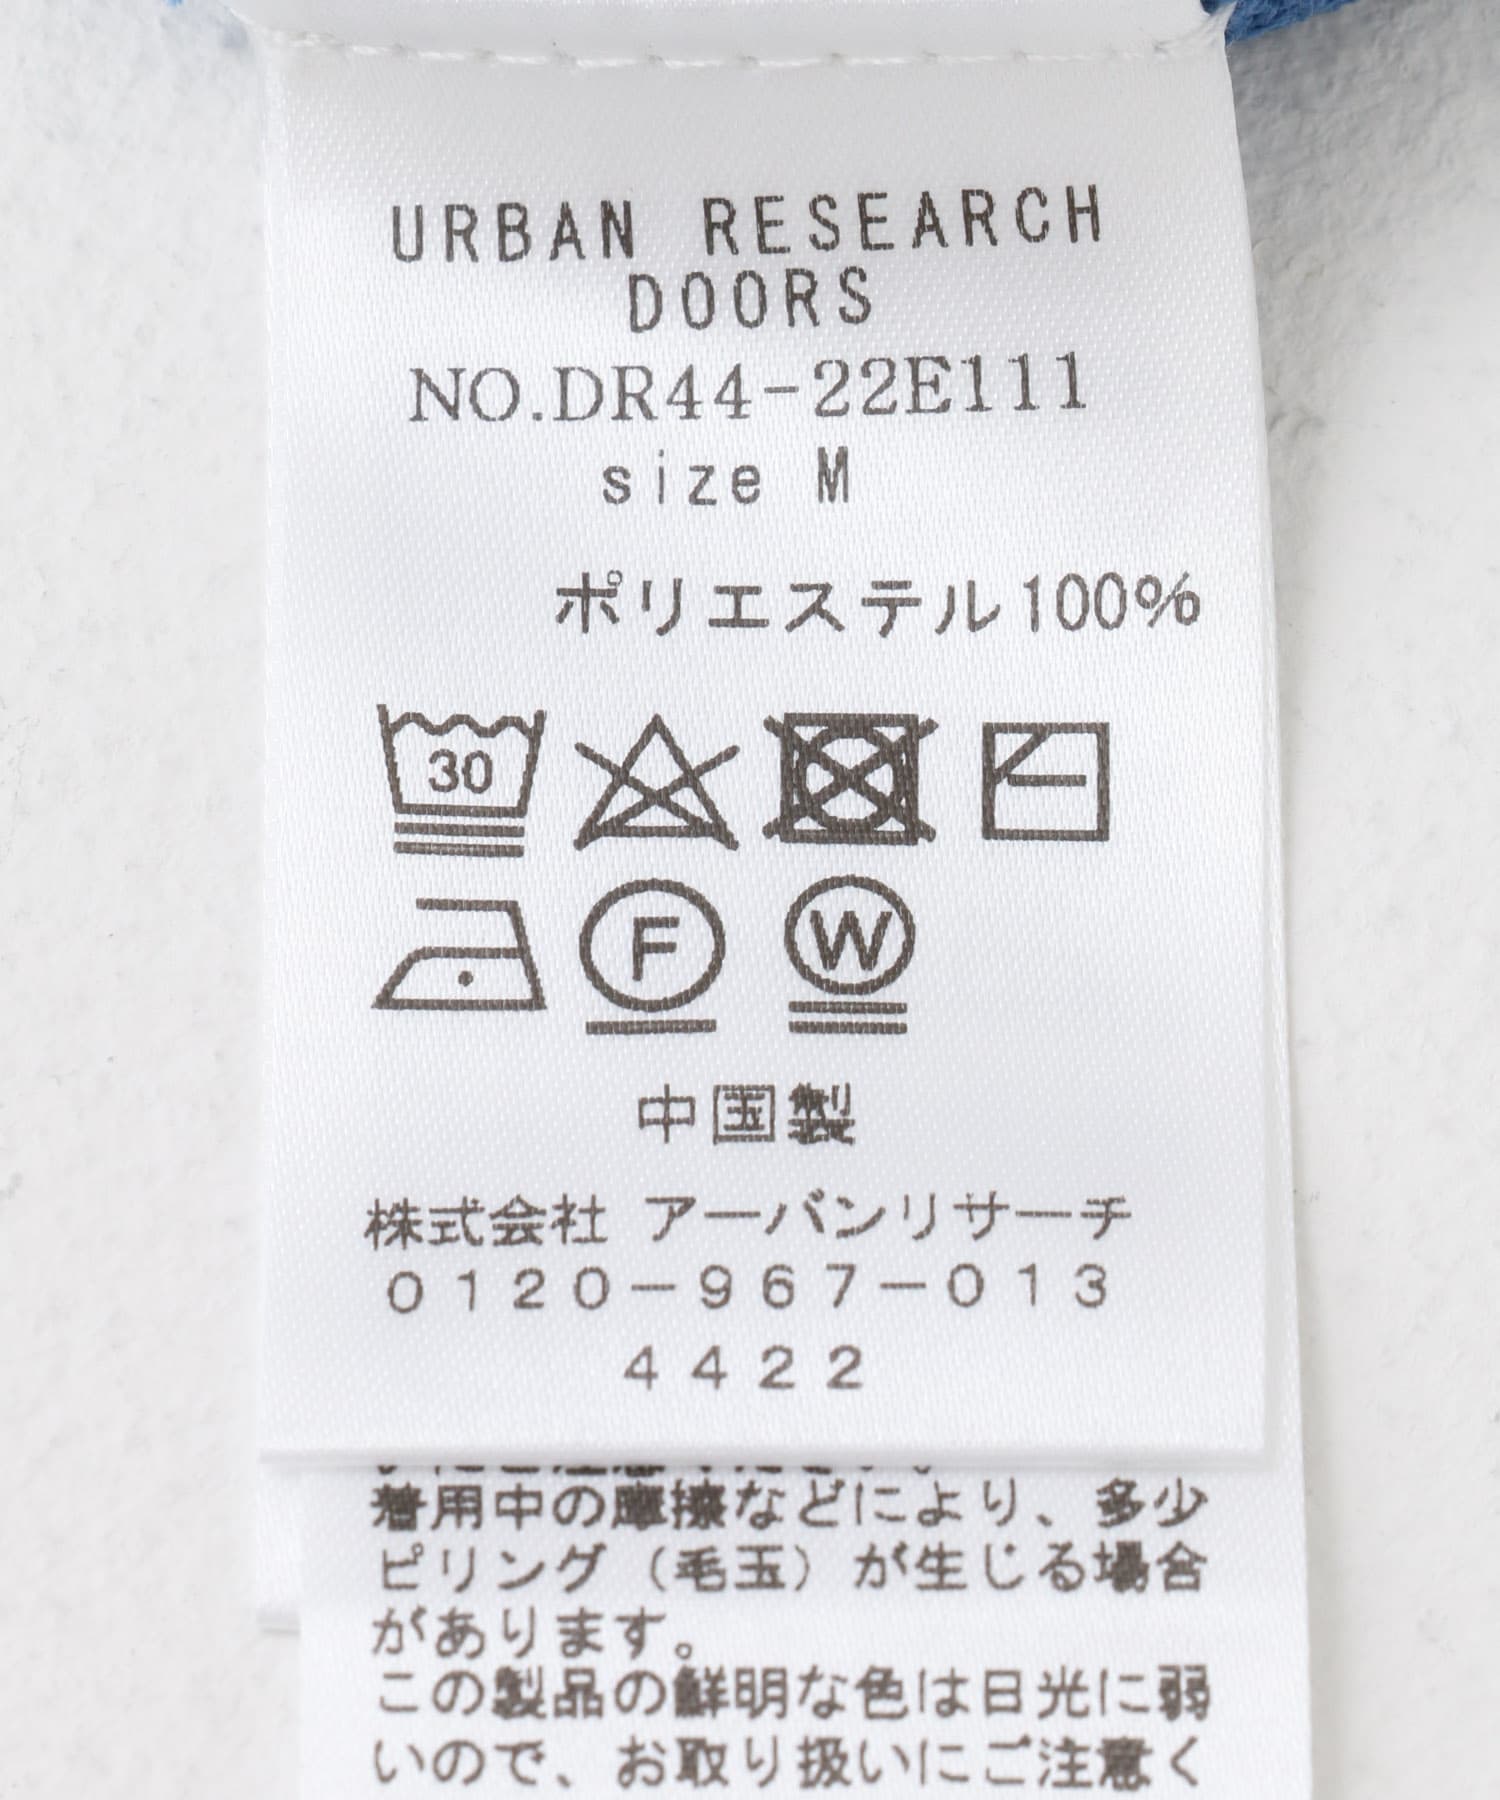 URBAN RESEARCH
DOORS
NO.DR44-22E111
size M
ポリエステル100%
30
F
W
中国製
株式会社 アーバンリサーチ
0120-967-013
4422
着用中の摩擦などにより、多少
ピリング(毛玉)が生じる場合
があります。
この製品の鮮明な色は日光に弱
いので、お取り扱いにご注意く